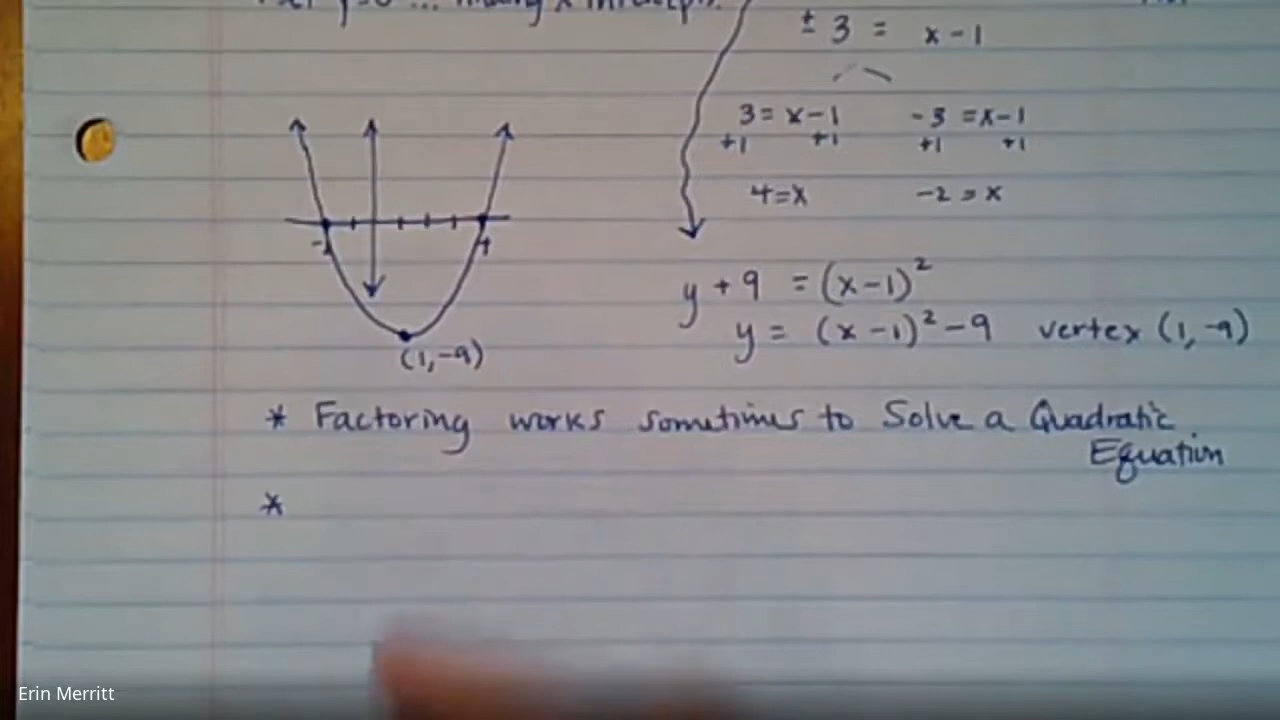 ± 3 = x - 1
3 = x - 1 -3 = x - 1
+1 +1 +1 +1
4 = x -2 = x
-2 4
(1, -9)
y + 9 = (x - 1)²
y = (x - 1)² - 9 vertex (1, -9)
* Factoring works sometimes to Solve a Quadratic
Equation
*
Erin Merritt